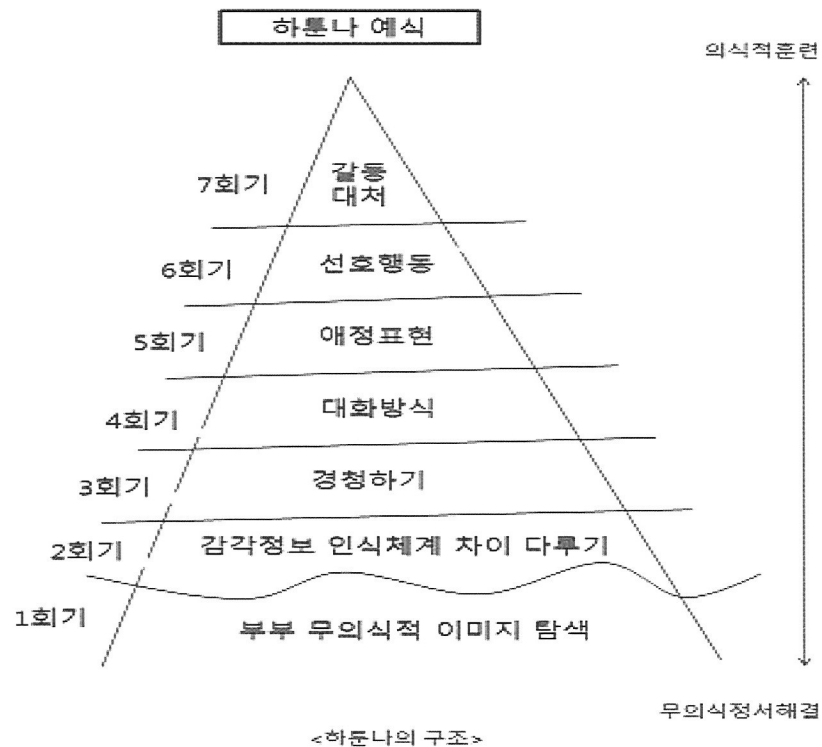 하툰나 예식
의식적훈련
7회기
갈등
대처
6회기
선호행동
5회기
애정표현
4회기
대화방식
3회기
경청하기
2회기
감각정보 인식체계 차이 다루기
1회기
부부 무의식적 이미지 탐색
무의식정서해결
<하툰나의 구조>